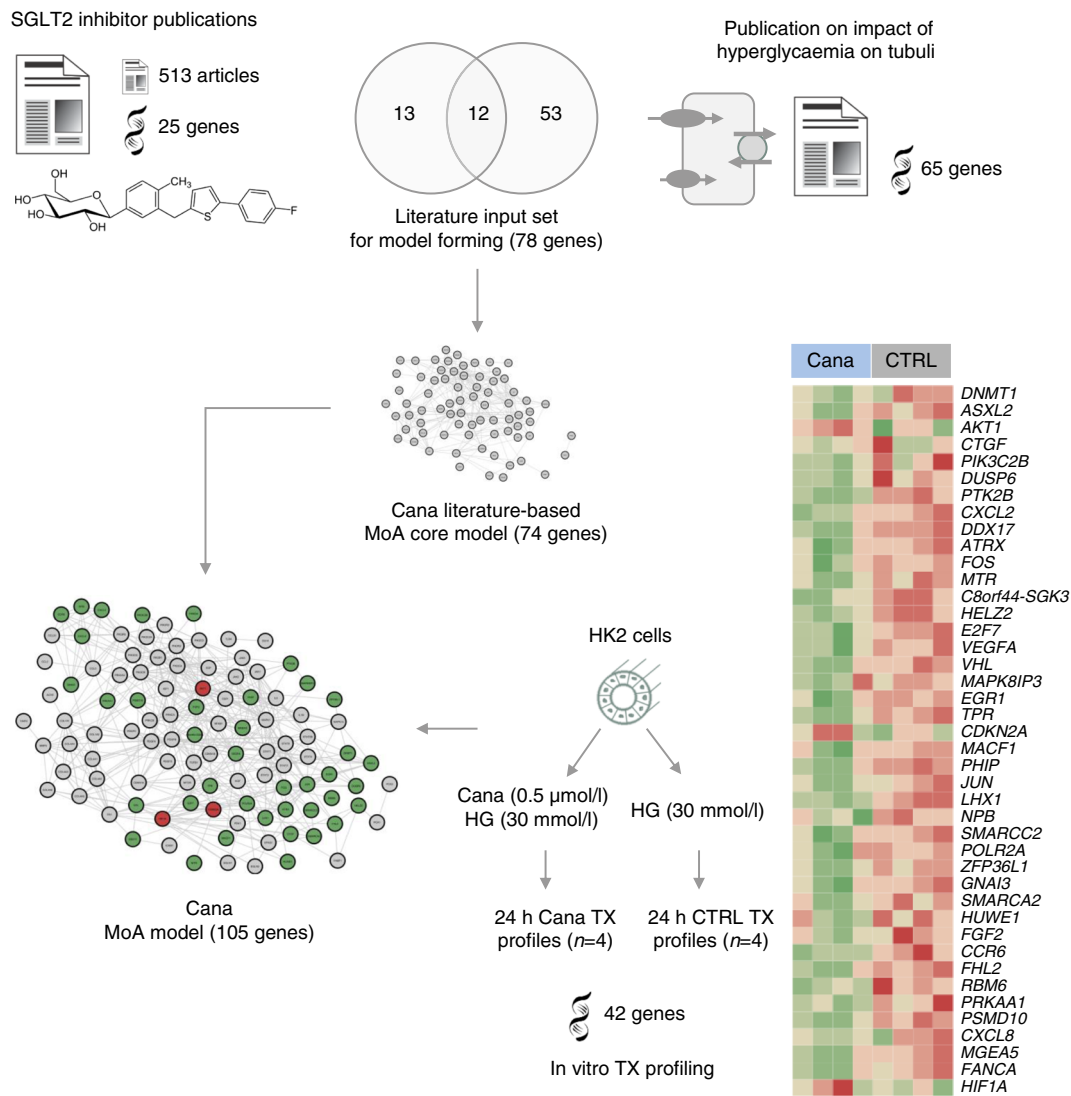 SGLT2 inhibitor publications
513 articles
25 genes
OH
HO
HO
OH
O
CH3
S
F
13
12
53
Literature input set
for model forming (78 genes)
Publication on impact of
hyperglycaemia on tubuli
65 genes
Cana literature-based
MoA core model (74 genes)
Cana
MoA model (105 genes)
HK2 cells
Cana (0.5 µmol/l)
HG (30 mmol/l)
HG (30 mmol/l)
24 h Cana TX
profiles (n=4)
24 h CTRL TX
profiles (n=4)
42 genes
In vitro TX profiling
Cana
CTRL
DNMT1
ASXL2
AKT1
CTGF
PIK3C2B
DUSP6
PTK2B
CXCL2
DDX17
ATRX
FOS
MTR
C8orf44-SGK3
HELZ2
E2F7
VEGFA
VHL
MAPK8IP3
EGR1
TPR
CDKN2A
MACF1
PHIP
JUN
LHX1
NPB
SMARCC2
POLR2A
ZFP36L1
GNAI3
SMARCA2
HUWE1
FGF2
CCR6
FHL2
RBM6
PRKAA1
PSMD10
CXCL8
MGEA5
FANCA
HIF1A